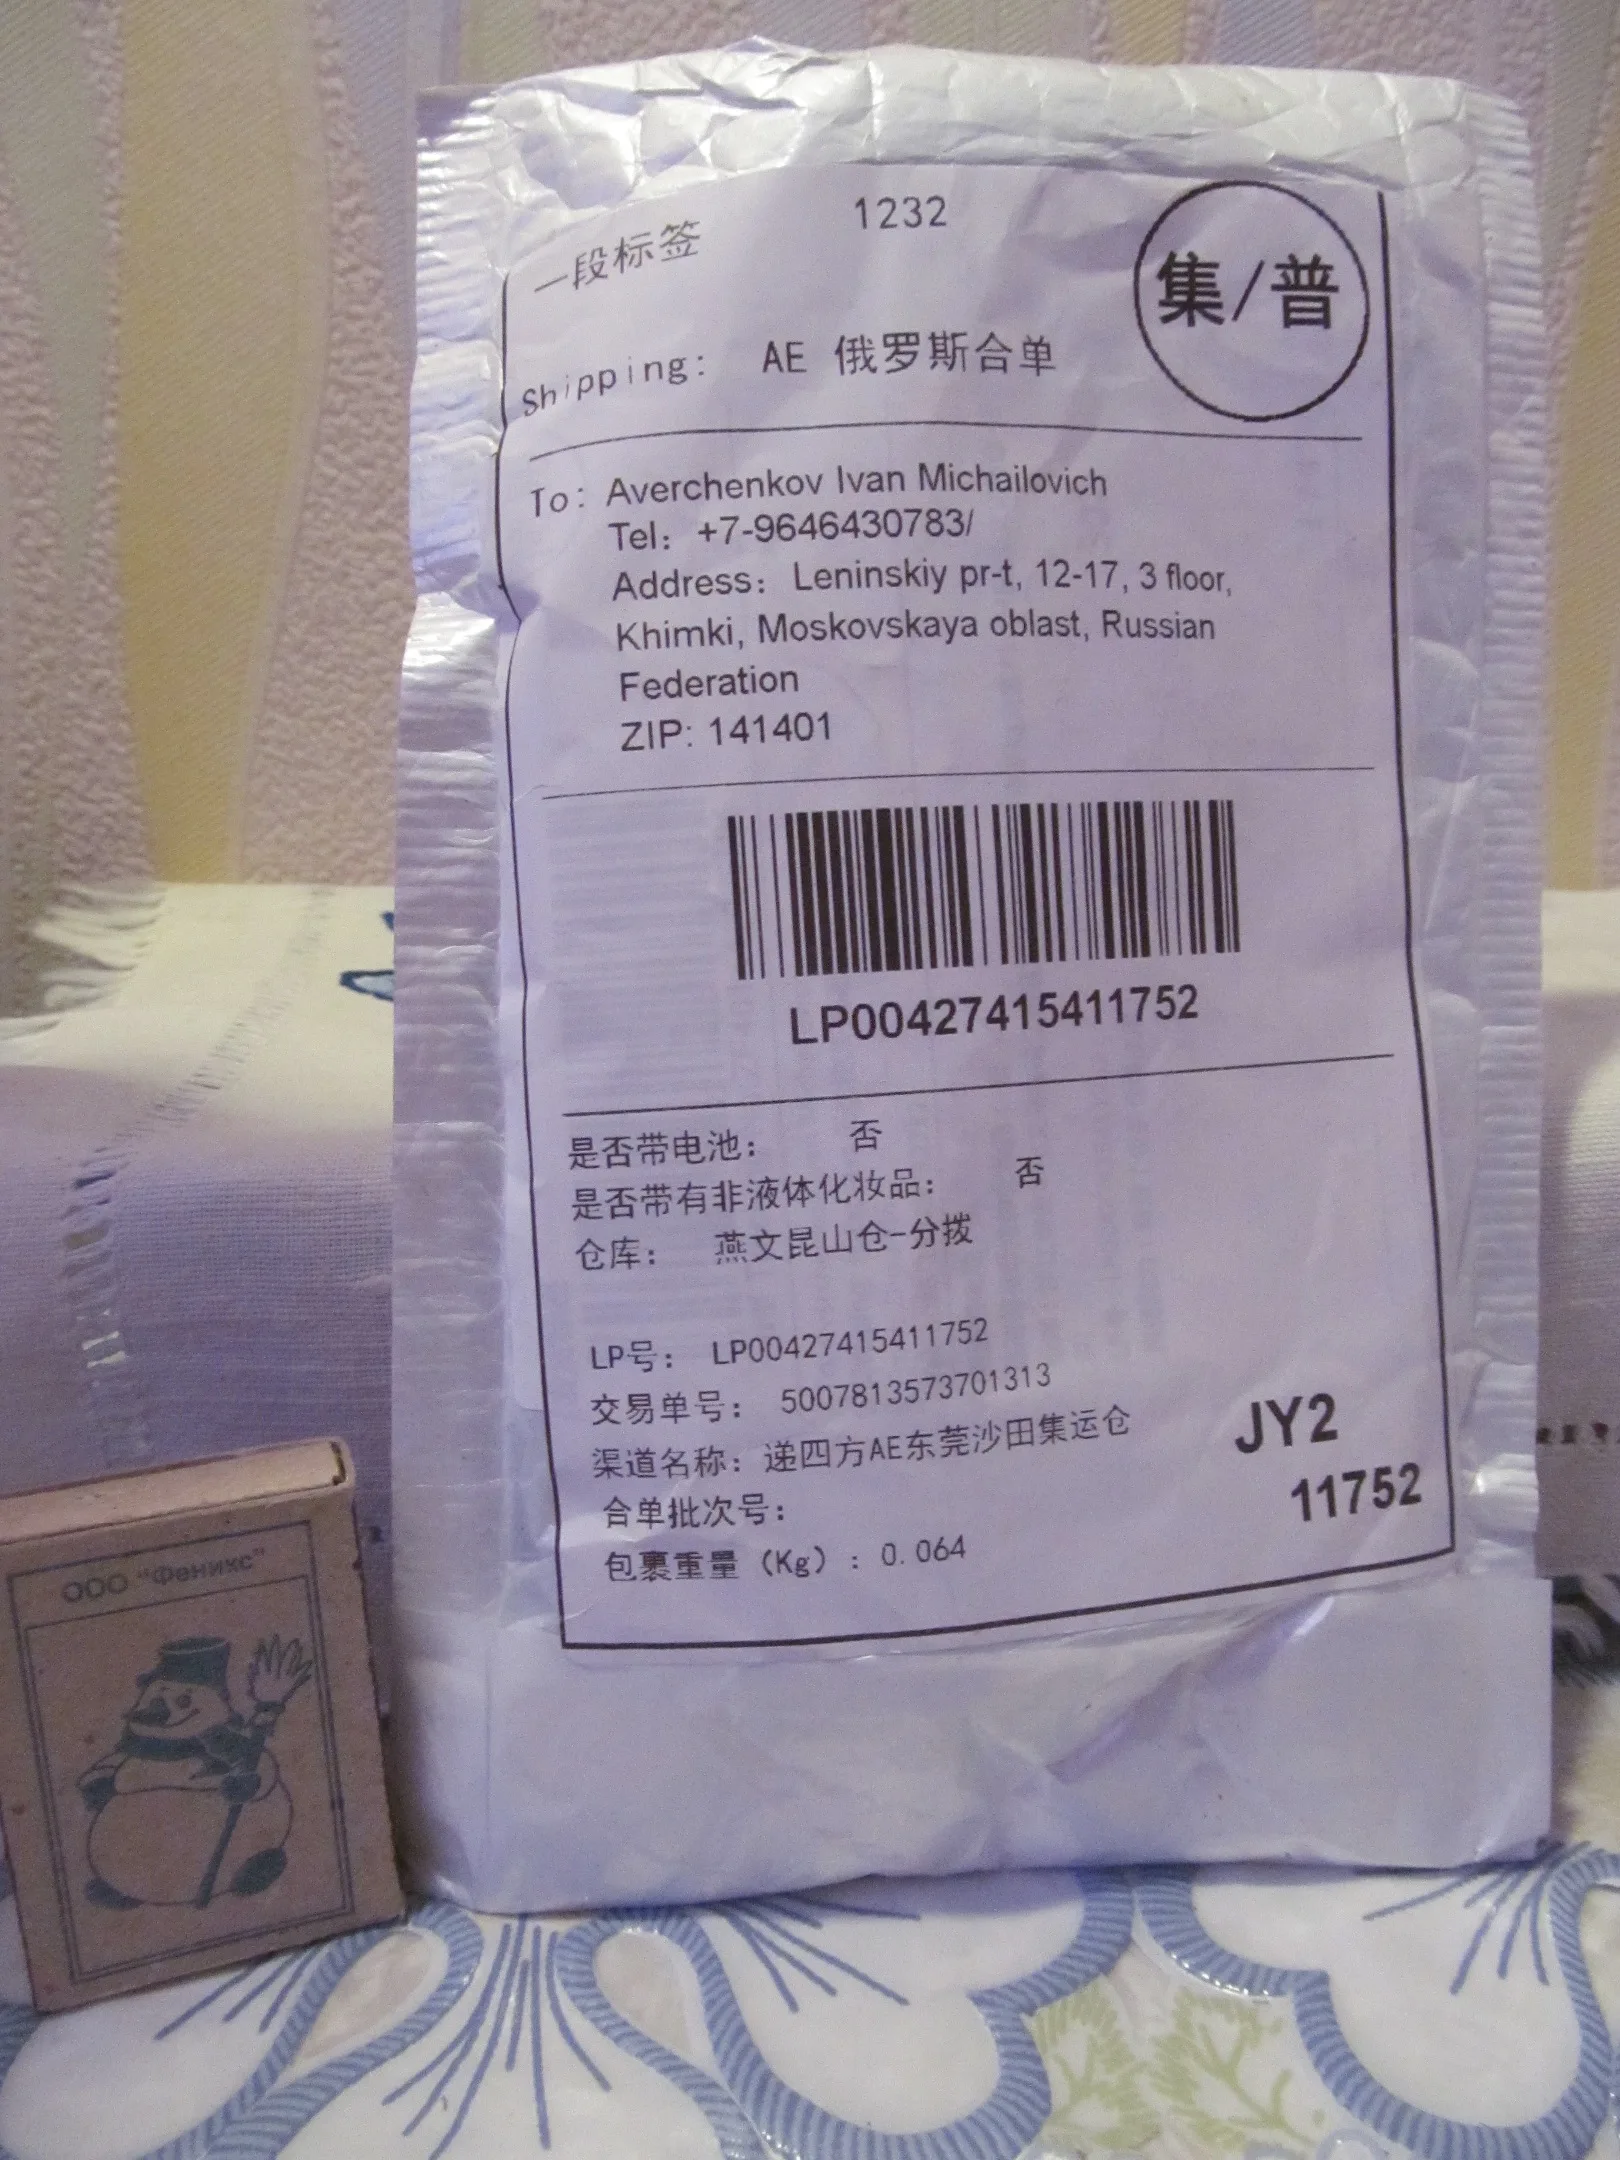 一段标签
1232
集/普
Shipping: AE 俄罗斯合单
To: Averchenkov Ivan Michailovich
Tel： +7-9646430783/
Address： Leninskiy pr-t, 12-17, 3 floor,
Khimki, Moskovskaya oblast, Russian
Federation
ZIP: 141401
LP00427415411752
是否带电池： 否
是否带有非液体化妆品： 否
仓库： 燕文昆山仓-分拨
LP号： LP00427415411752
交易单号： 5007813573701313
渠道名称：递四方AE东莞沙田集运仓
JY2
合单批次号：
11752
包裹重量（Kg）：0.064
ООО "Феникс"